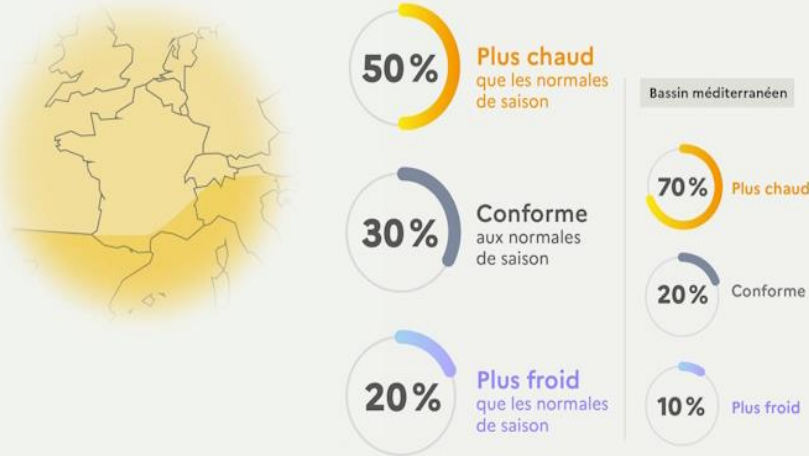 50%
Plus chaud
que les normales
de saison
30%
Conforme
aux normales
de saison
20%
Plus froid
que les normales
de saison
Bassin méditerranéen
70%
Plus chaud
20%
Conforme
10%
Plus froid